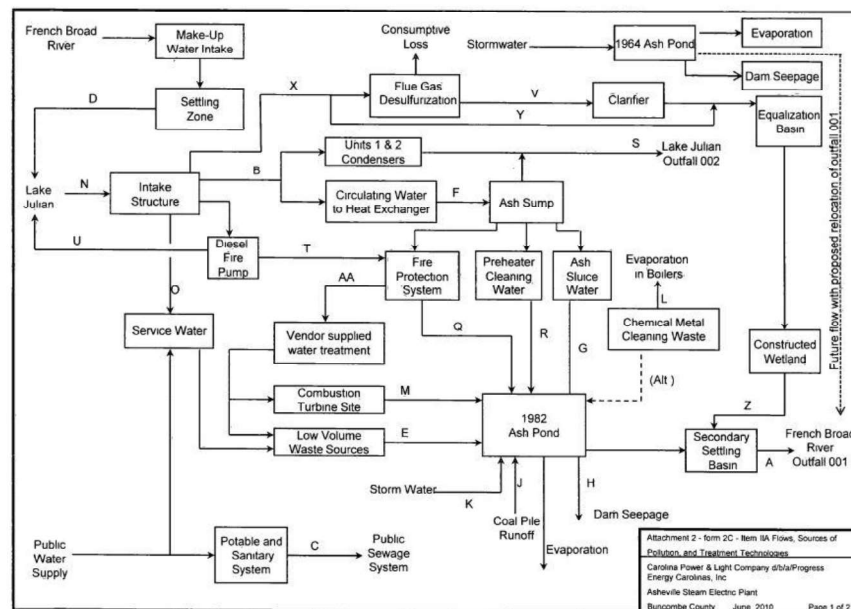 French Broad
River
Make-Up
Water Intake
Consumptive
Loss
Stormwater
1964 Ash Pond
Evaporation
Dam Seepage
D
Settling
Zone
X
Flue Gas
Desulfurization
V
Clarifier
Y
Equalization
Basin
Units 1 & 2
Condensers
S
Lake Julian
Outfall 002
B
Lake
Julian
N
Intake
Structure
Circulating Water
to Heat Exchanger
F
Ash Sump
U
Diesel
Fire
Pump
T
Fire
Protection
System
Preheater
Cleaning
Water
Ash
Sluice
Water
Evaporation
in Boilers
L
AA
O
Service Water
Vendor supplied
water treatment
Q
R
G
Chemical Metal
Cleaning Waste
(Alt )
Constructed
Wetland
Future flow with proposed relocation of outfall 001
Combustion
Turbine Site
M
1982
Ash Pond
Z
Low Volume
Waste Sources
E
Secondary
Settling
Basin
A
French Broad
River
Outfall 001
Storm Water
K
J
H
Coal Pile
Runoff
Dam Seepage
Evaporation
Public
Water
Supply
Potable and
Sanitary
System
C
Public
Sewage
System
Attachment 2 - form 2C - Item IIA Flows, Sources of
Pollution, and Treatment Technologies
Carolina Power & Light Company d/b/a/Progress
Energy Carolinas, Inc
Asheville Steam Electric Plant
Buncombe County June, 2010 Page 1 of 2